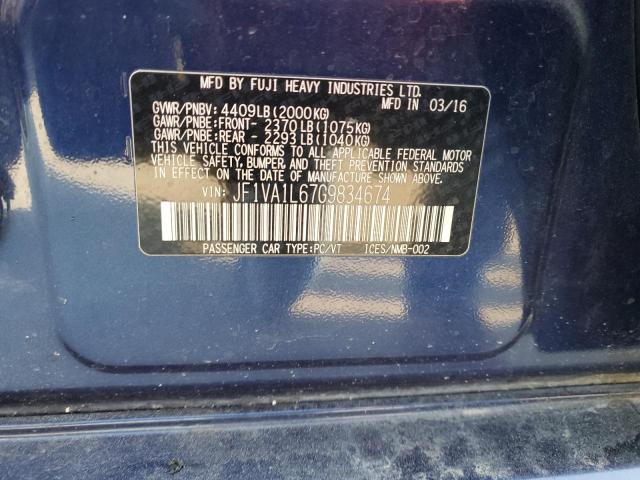 MFD BY FUJI HEAVY INDUSTRIES LTD.
MFD IN 03/16
GVWR/PNBV: 4409LB(2000KG)
GAWR/PNBE:FRONT- 2370LB(1075KG)
GAWR/PNBE:REAR - 2293LB(1040KG)
THIS VEHICLE CONFORMS TO ALL APPLICABLE FEDERAL MOTOR
VEHICLE SAFETY, BUMPER, AND THEFT PREVENTION STANDARDS
IN EFFECT ON THE DATE OF MANUFACTURE SHOWN ABOVE.
VIN: JF1VA1L67G9834674
PASSENGER CAR TYPE:PC/VT ICES/NMB-002